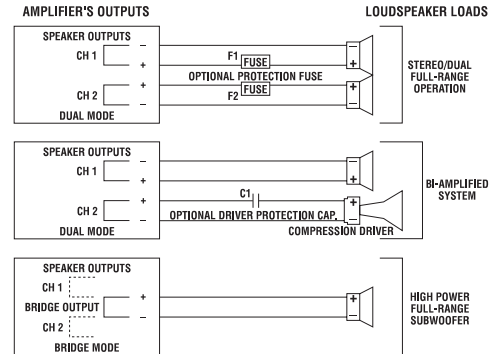 AMPLIFIER'S OUTPUTS
LOUDSPEAKER LOADS
SPEAKER OUTPUTS
CH 1
–
+
F1
FUSE
–
+
OPTIONAL PROTECTION FUSE
CH 2
+
–
FUSE
F2
+
–
DUAL MODE
STEREO/DUAL
FULL-RANGE
OPERATION
SPEAKER OUTPUTS
CH 1
–
+
–
+
CH 2
+
–
C1
OPTIONAL DRIVER PROTECTION CAP.
+
–
COMPRESSION DRIVER
DUAL MODE
BI-AMPLIFIED
SYSTEM
SPEAKER OUTPUTS
CH 1
BRIDGE OUTPUT
+
–
CH 2
BRIDGE MODE
+
–
HIGH POWER
FULL-RANGE
SUBWOOFER